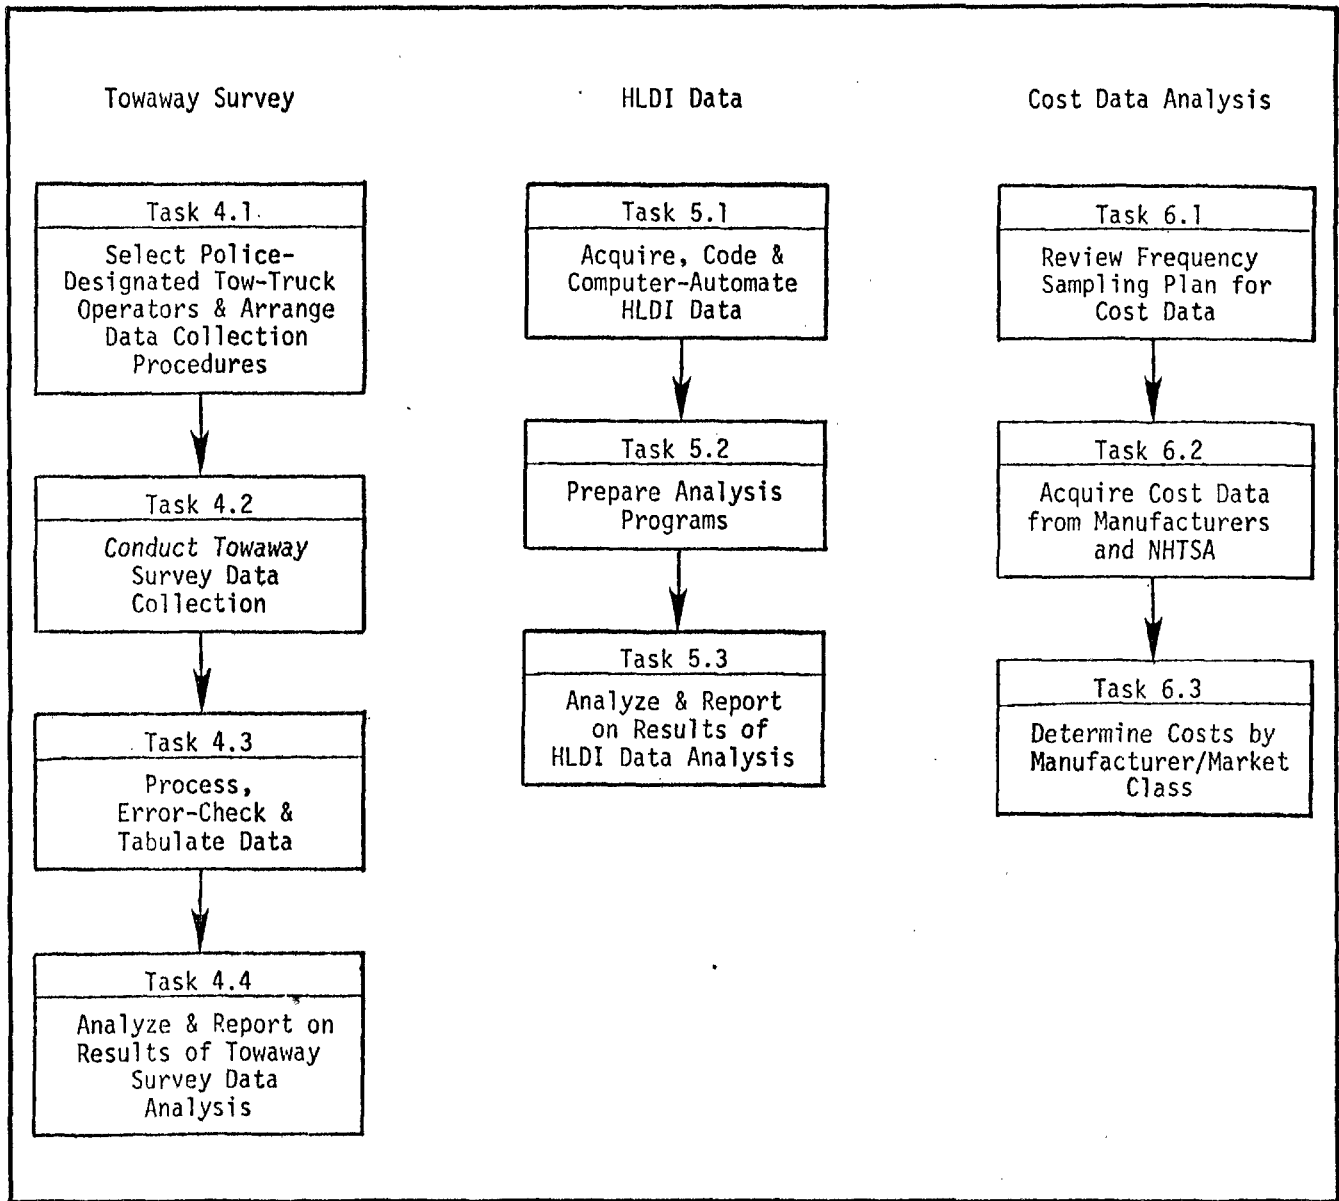 Towaway Survey
Task 4.1
Select Police-
Designated Tow-Truck
Operators & Arrange
Data Collection
Procedures
Task 4.2
Conduct Towaway
Survey Data
Collection
Task 4.3
Process,
Error-Check &
Tabulate Data
Task 4.4
Analyze & Report on
Results of Towaway
Survey Data
Analysis
HLDI Data
Task 5.1
Acquire, Code &
Computer-Automate
HLDI Data
Task 5.2
Prepare Analysis
Programs
Task 5.3
Analyze & Report
on Results of
HLDI Data Analysis
Cost Data Analysis
Task 6.1
Review Frequency
Sampling Plan for
Cost Data
Task 6.2
Acquire Cost Data
from Manufacturers
and NHTSA
Task 6.3
Determine Costs by
Manufacturer/Market
Class